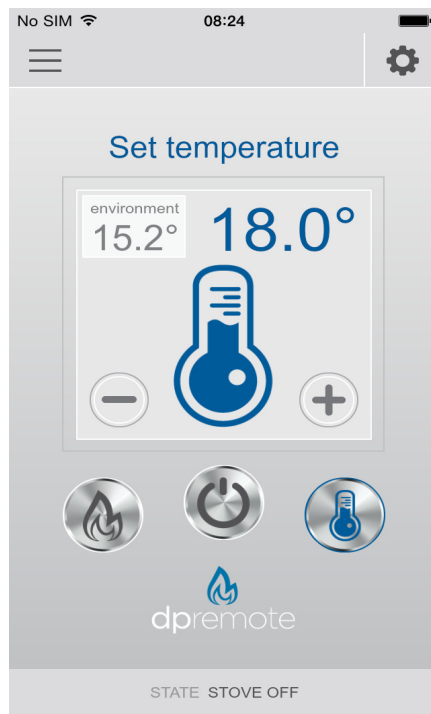 No SIM 08:24
Set temperature
environment
15.2° 18.0°
dpremote
STATE STOVE OFF